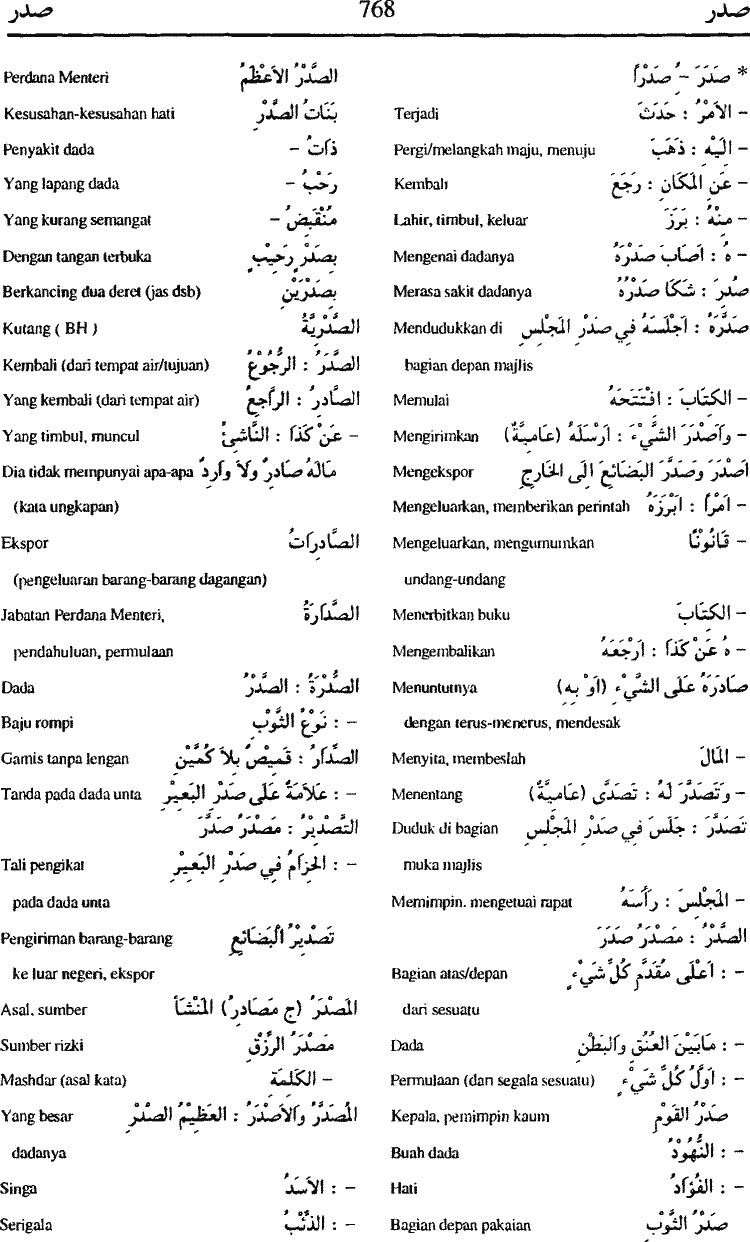 صدر 768 صدر
* صَدَرَ – ُ صَدْرًا
– الاَمْرُ : حَدَثَ Terjadi
– اِلَيْهِ : ذَهَبَ Pergi/melangkah maju, menuju
– عَنِ المَكَانِ : رَجَعَ Kembali
– مِنْهُ : بَرَزَ Lahir, timbul, keluar
– هُ : اَصَابَ صَدْرَهُ Mengenai dadanya
صُدِرَ : شَكَا صَدْرُهُ Merasa sakit dadanya
صَدَّرَهُ : اَجْلَسَهُ فِي صَدْرِ المَجْلِسِ Mendudukkan di
bagian depan majlis
– الكِتَابَ : افْتَتَحَهُ Memulai
– وَاَصْدَرَ الشَّيْءَ : اَرْسَلَهُ (عَامِيَّةٌ) Mengirimkan
اَصْدَرَ وَصَدَّرَ البَضَائِعَ اِلَى الخَارِجِ Mengekspor
– اَمْرًا : اَبْرَزَهُ Mengeluarkan, memberikan perintah
– قَانُوْنًا Mengeluarkan, mengumumkan
undang-undang
– الكِتَابَ Menerbitkan buku
– هُ عَنْ كَذَا : اَرْجَعَهُ Mengembalikan
صَادَرَهُ عَلَى الشَّيْءِ (اَوْ بِهِ) Menuntutnya
dengan terus-menerus, mendesak
– المَالَ Menyita, membeslah
– وَتَصَدَّرَ لَهُ : تَصَدَّى (عَامِيَّةٌ) Menentang
تَصَدَّرَ : جَلَسَ فِي صَدْرِ المَجْلِسِ Duduk di bagian
muka majlis
– المَجْلِسَ : رَأَسَهُ Memimpin. mengetuai rapat
الصَّدْرُ : مَصْدَرُ صَدَرَ
– : اَعْلَى مُقَدَّمِ كُلِّ شَيْءٍ Bagian atas/depan
dari sesuatu
– : مَابَيْنَ العُنُقِ وَالبَطْنِ Dada
– : اَوَّلُ كُلِّ شَيْءٍ Permulaan (dari segala sesuatu)
صَدْرُ القَوْمِ Kepala, pemimpin kaum
– : النُّهُوْدُ Buah dada
– : الفُؤَادُ Hati
صَدْرُ الثَّوْبِ Bagian depan pakaian
الصَّدْرُ الاَعْظَمُ Perdana Menteri
بَنَاتُ الصَّدْرِ Kesusahan-kesusahan hati
ذَاتُ – Penyakit dada
رَحْبُ – Yang lapang dada
مُنْقَبِضُ – Yang kurang semangat
بِصَدْرٍ رَحِيْبٍ Dengan tangan terbuka
بِصَدْرَيْنِ Berkancing dua deret (jas dsb)
الصَّدْرِيَّةُ Kutang ( BH )
الصَّدَرُ : الرُّجُوْعُ Kembali (dari tempat air/tujuan)
الصَّادِرُ : الرَّاجِعُ Yang kembali (dari tempat air)
– عَنْ كَذَا : النَّاشِئُ Yang timbul, muncul
مَالَهُ صَادِرٌ وَلاَ وَارِدٌ Dia tidak mempunyai apa-apa
(kata ungkapan)
الصَّادِرَاتُ Ekspor
(pengeluaran barang-barang dagangan)
الصَّدَارَةُ Jabatan Perdana Menteri,
pendahuluan, permulaan
الصُّدْرَةُ : الصَّدْرُ Dada
– : نَوْعُ الثَّوْبِ Baju rompi
الصِّدَارُ : قَمِيْصٌ بِلاَ كُمَّيْنِ Gamis tanpa lengan
– : عَلاَمَةٌ عَلَى صَدْرِ البَعِيْرِ Tanda pada dada unta
التَّصْدِيْرُ : مَصْدَرُ صَدَّرَ
– : الحِزَامُ فِي صَدْرِ البَعِيْرِ Tali pengikat
pada dada unta
تَصْدِيْرُ البَضَائِعِ Pengiriman barang-barang
ke luar negeri, ekspor
المَصْدَرُ (ج مَصَادِرُ) المَنْشَأُ Asal. sumber
مَصْدَرُ الرِّزْقِ Sumber rizki
– الكَلِمَةِ Mashdar (asal kata)
المُصَدَّرُ وَالاَصْدَرُ : العَظِيْمُ الصَّدْرِ Yang besar
dadanya
– : الاَسَدُ Singa
– : الذِّئْبُ Serigala